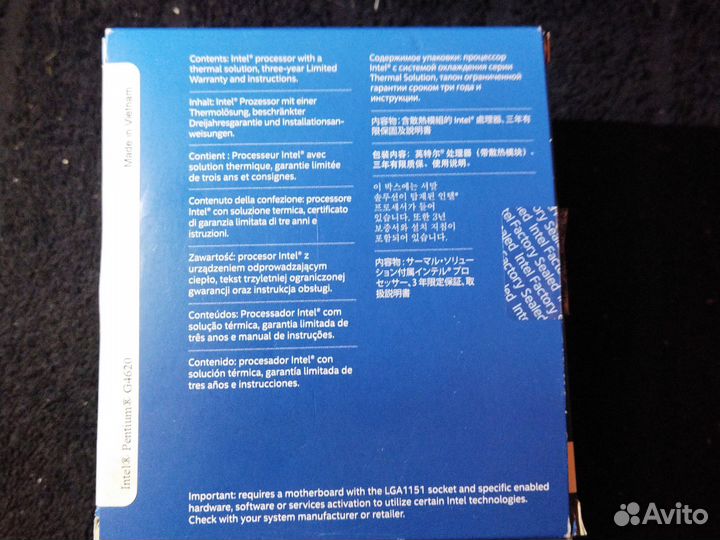 Contents: Intel® processor with a
thermal solution, three-year Limited
Warranty and Instructions.
Inhalt: Intel® Prozessor mit einer
Thermolösung, beschränkter
Dreijahresgarantie und Installationsan-
weisungen.
Contient : Processeur Intel® avec
solution thermique, garantie limitée
de trois ans et consignes.
Contenuto della confezione: processore
Intel® con soluzione termica, certificato
di garanzia limitata di tre anni e
istruzioni.
Zawartość: procesor Intel® z
urządzeniem odprowadzającym
ciepło, tekst trzyletniej ograniczonej
gwarancji oraz instrukcja obsługi.
Conteúdos: Processador Intel® com
solução térmica, garantia limitada de
três anos e manual de instruções.
Contenido: procesador Intel® con
solución térmica, garantía limitada de
tres años e instrucciones.
Содержимое упаковки: процессор
Intel® с системой охлаждения серии
Thermal Solution, талон ограниченной
гарантии сроком три года и
инструкции.
內容物: 含散熱模組的 Intel® 處理器、三年有
限保固及說明書
包装内容: 英特尔® 处理器（带散热模块）、
三年有限质保、使用说明。
이 박스에는 서말
솔루션이 탑재된 인텔®
프로세서가 들어
있습니다. 또한 3년
보증서와 설치 지침이
포함되어 있습니다.
内容物: サーマル・ソリュー
ション付属インテル® プロ
セッサー、3 年限定保証、取
扱説明書
Made in Vietnam
Intel® Pentium® G4620
Intel Factory Sealed
Intel Factory Sealed
Important: requires a motherboard with the LGA1151 socket and specific enabled
hardware, software or services activation to utilize certain Intel technologies.
Check with your system manufacturer or retailer.
Avito